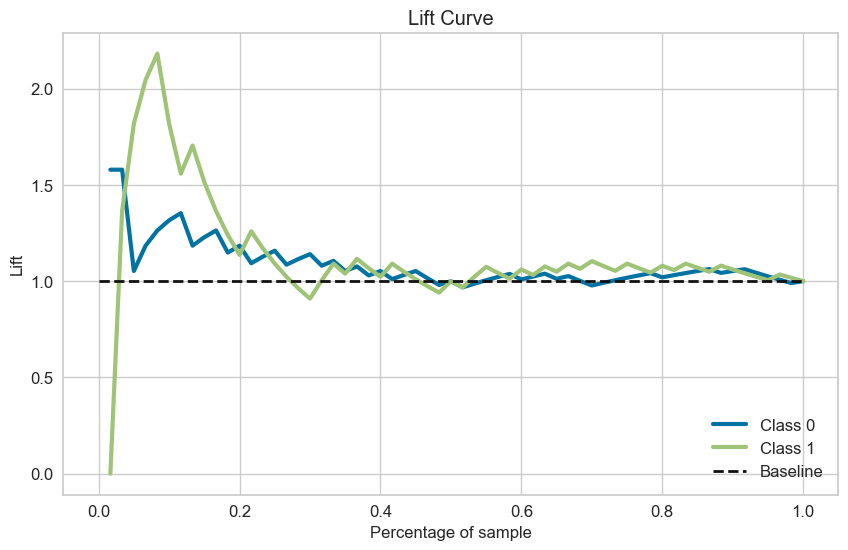 Lift Curve
2.0
1.5
1.0
0.5
0.0
Lift
0.0 0.2 0.4 0.6 0.8 1.0
Percentage of sample
Class 0
Class 1
Baseline